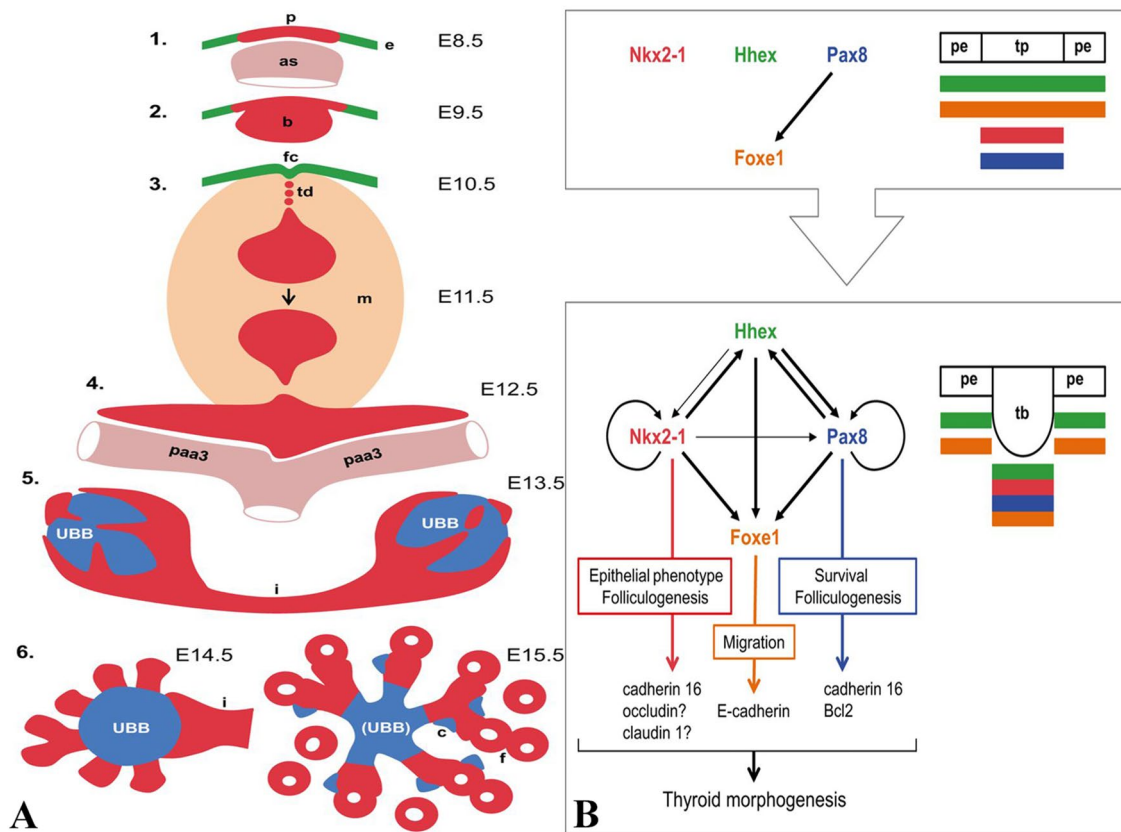 1.
p
e
E8.5
as
2.
b
E9.5
fc
3.
td
E10.5
m
E11.5
4.
E12.5
paa3
paa3
5.
E13.5
UBB
UBB
i
6.
E14.5
i
UBB
E15.5
(UBB)
c
f
A
Nkx2-1 Hhex Pax8
Foxe1
pe tp pe
Hhex
Nkx2-1 Pax8
Foxe1
pe pe
tb
Epithelial phenotype
Folliculogenesis
Survival
Folliculogenesis
Migration
cadherin 16
occludin?
claudin 1?
E-cadherin
cadherin 16
Bcl2
Thyroid morphogenesis
B